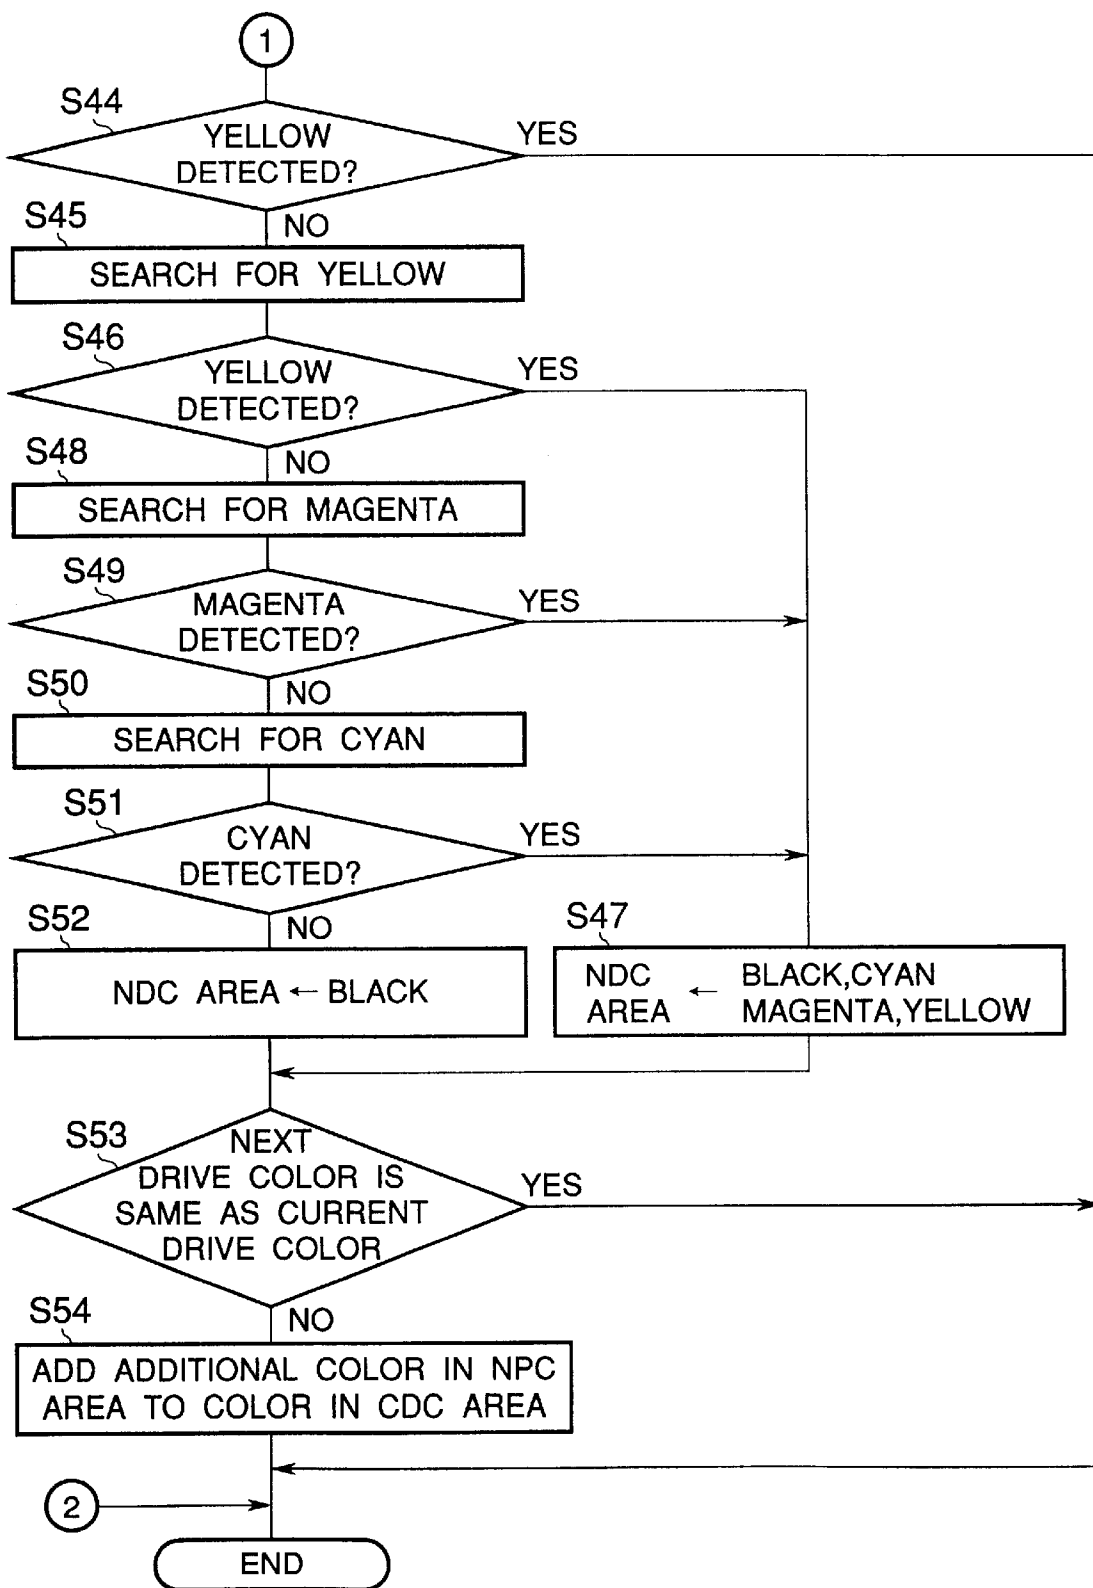 1
S44
YELLOW
DETECTED?
YES
NO
S45
SEARCH FOR YELLOW
S46
YELLOW
DETECTED?
YES
NO
S48
SEARCH FOR MAGENTA
S49
MAGENTA
DETECTED?
YES
NO
S50
SEARCH FOR CYAN
S51
CYAN
DETECTED?
YES
NO
S52
NDC AREA ← BLACK
S47
NDC AREA ← BLACK,CYAN
MAGENTA,YELLOW
S53
NEXT
DRIVE COLOR IS
SAME AS CURRENT
DRIVE COLOR
YES
NO
S54
ADD ADDITIONAL COLOR IN NPC
AREA TO COLOR IN CDC AREA
2
END